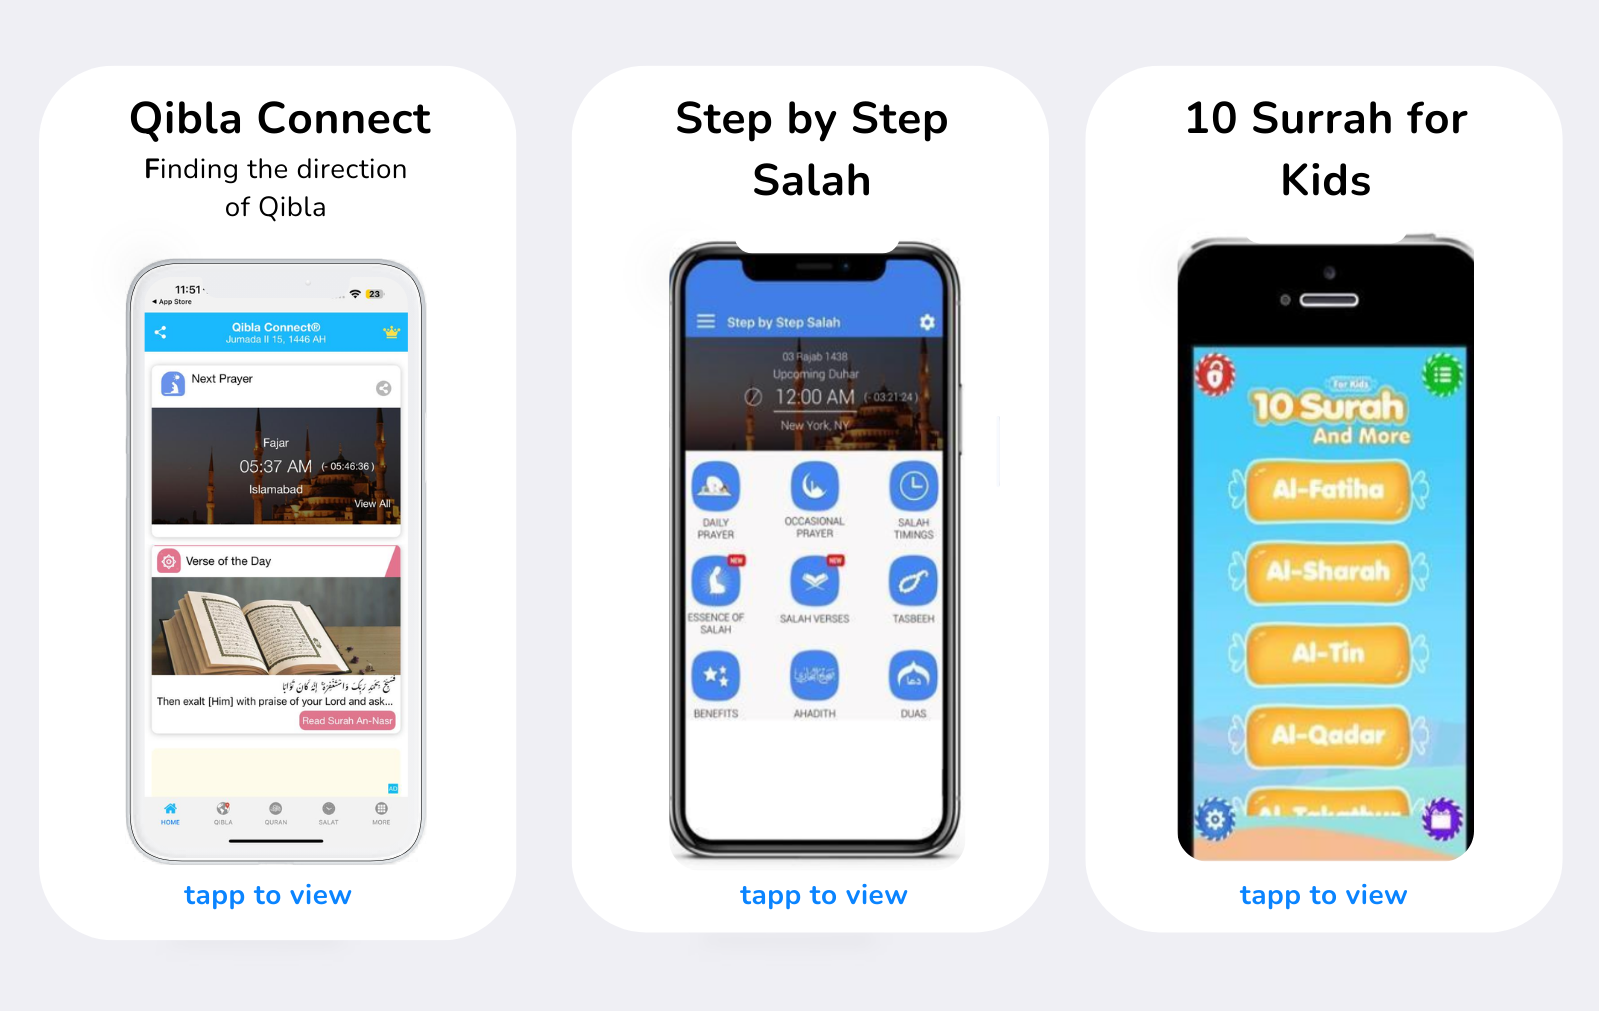 Qibla Connect
Finding the direction
of Qibla
11:51
23
◀ App Store
Qibla Connect®
Jumada II 15, 1446 AH
Next Prayer
Fajar
05:37 AM (- 05:46:36 )
Islamabad
View All
Verse of the Day
فَسَبِّحْ بِحَمْدِ رَبِّكَ وَاسْتَغْفِرْهُ ۚ إِنَّهُ كَانَ تَوَّابًا
Then exalt [Him] with praise of your Lord and ask...
Read Surah An-Nasr
AD
HOME
QIBLA
QURAN
SALAT
MORE
tapp to view
Step by Step
Salah
Step by Step Salah
03 Rajab 1438
Upcoming Duhar
12:00 AM (- 03:21:24 )
New York, NY
DAILY
PRAYER
OCCASIONAL
PRAYER
SALAH
TIMINGS
NEW
ESSENCE OF
SALAH
NEW
SALAH VERSES
TASBEEH
BENEFITS
AHADITH
دعا
DUAS
tapp to view
10 Surrah for
Kids
For Kids
10 Surah
And More
Al-Fatiha
Al-Sharah
Al-Tin
Al-Qadar
Al-Takathur
tapp to view